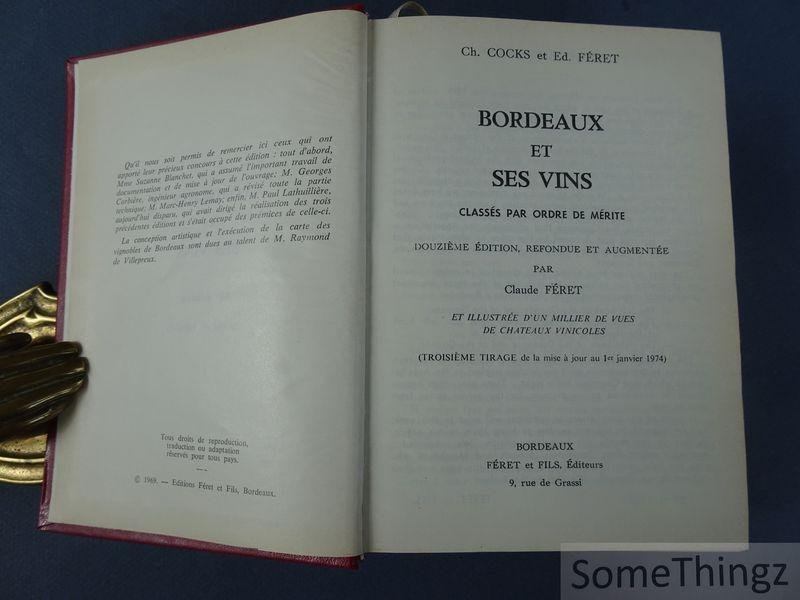 Qu'il nous soit permis de remercier ici ceux qui ont
apporté leur précieux concours à cette édition : tout d'abord,
Mme Suzanne Blanchet, qui a assumé l'important travail de
documentation et de mise à jour de l'ouvrage; M. Georges
Corbière, ingénieur agronome, qui a révisé toute la partie
technique; M. Marc-Henry Lemay; enfin, M. Paul Lathuillière,
aujourd'hui disparu, qui avait dirigé la réalisation des trois
précédentes éditions et s'était occupé des prémices de celle-ci.
La conception artistique et l'exécution de la carte des
vignobles de Bordeaux sont dues au talent de M. Raymond
de Villepreux.
Tous droits de reproduction,
traduction ou adaptation
réservés pour tous pays.
© 1969. — Editions Féret et Fils, Bordeaux.
Ch. COCKS et Ed. FÉRET
BORDEAUX
ET
SES VINS
CLASSÉS PAR ORDRE DE MÉRITE
DOUZIÈME ÉDITION, REFONDUE ET AUGMENTÉE
PAR
Claude FÉRET
ET ILLUSTRÉE D'UN MILLIER DE VUES
DE CHATEAUX VINICOLES
(TROISIÈME TIRAGE de la mise à jour au 1er janvier 1974)
BORDEAUX
FÉRET et FILS, Éditeurs
9, rue de Grassi
SomeThingz